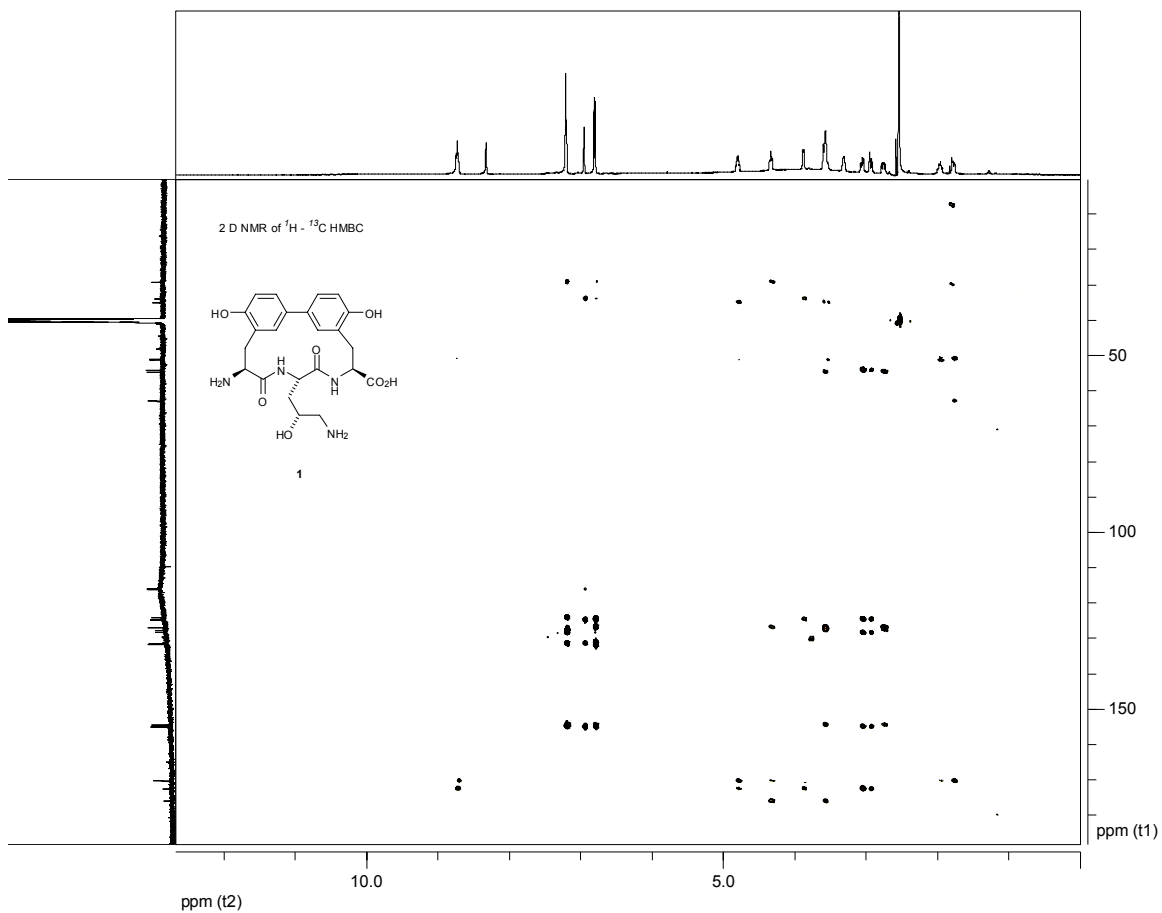 2 D NMR of ¹H - ¹³C HMBC
HO
OH
O
H
N
H₂N
N
H
CO₂H
O
HO
NH₂
1
50
100
150
ppm (t1)
10.0
5.0
ppm (t2)